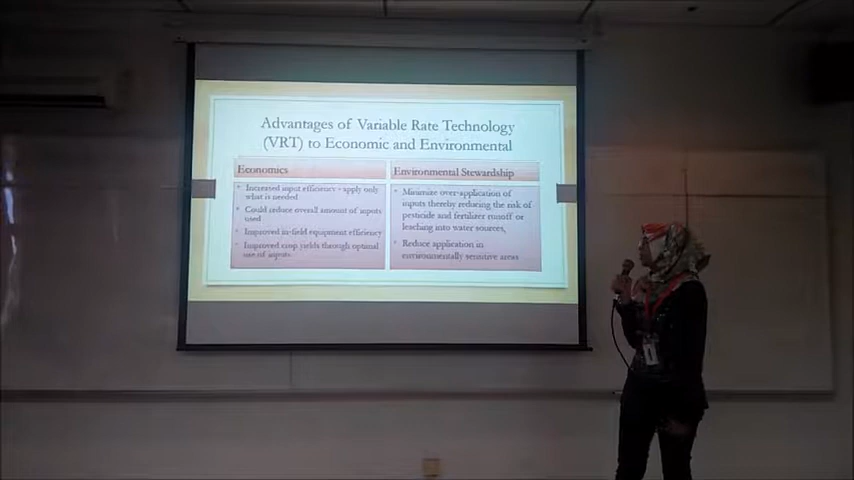 Advantages of Variable Rate Technology
(VRT) to Economic and Environmental
Economics
• Increased input efficiency - apply only
what is needed
• Could reduce overall amount of inputs
used
• Improved in-field equipment efficiency
• Improved crop yields through optimal
use of inputs.
Environmental Stewardship
• Minimize over-application of
inputs thereby reducing the risk of
pesticide and fertilizer runoff or
leaching into water sources,
• Reduce application in
environmentally sensitive areas